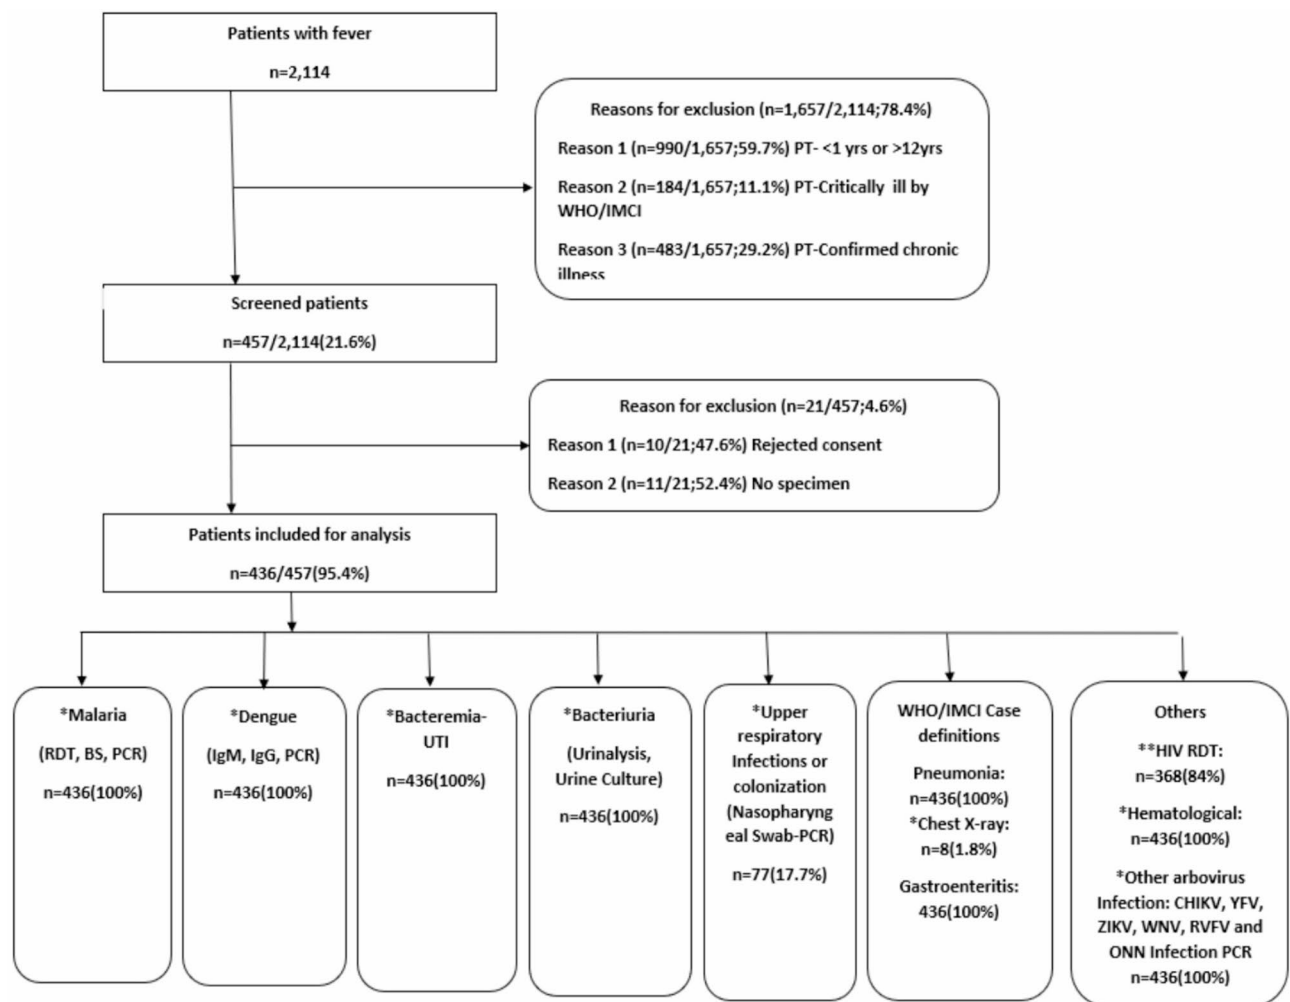 Patients with fever
n=2,114
Reasons for exclusion (n=1,657/2,114;78.4%)
Reason 1 (n=990/1,657;59.7%) PT- <1 yrs or >12yrs
Reason 2 (n=184/1,657;11.1%) PT-Critically ill by
WHO/IMCI
Reason 3 (n=483/1,657;29.2%) PT-Confirmed chronic
illness
Screened patients
n=457/2,114(21.6%)
Reason for exclusion (n=21/457;4.6%)
Reason 1 (n=10/21;47.6%) Rejected consent
Reason 2 (n=11/21;52.4%) No specimen
Patients included for analysis
n=436/457(95.4%)
*Malaria
(RDT, BS, PCR)
n=436(100%)
*Dengue
(IgM, IgG, PCR)
n=436(100%)
*Bacteremia-
UTI
n=436(100%)
*Bacteriuria
(Urinalysis,
Urine Culture)
n=436(100%)
*Upper
respiratory
Infections or
colonization
(Nasopharyng
eal Swab-PCR)
n=77(17.7%)
WHO/IMCI Case
definitions
Pneumonia:
n=436(100%)
*Chest X-ray:
n=8(1.8%)
Gastroenteritis:
436(100%)
Others
**HIV RDT:
n=368(84%)
*Hematological:
n=436(100%)
*Other arbovirus
Infection: CHIKV, YFV,
ZIKV, WNV, RVFV and
ONN Infection PCR
n=436(100%)